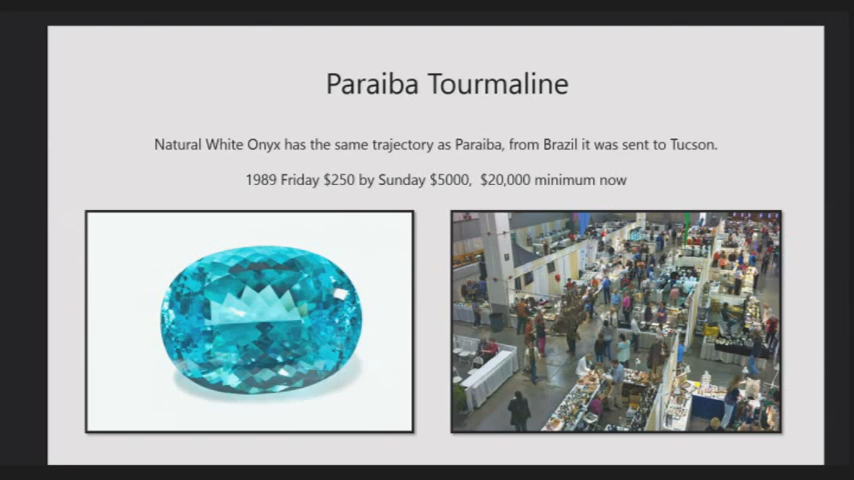 Paraiba Tourmaline
Natural White Onyx has the same trajectory as Paraiba, from Brazil it was sent to Tucson.
1989 Friday $250 by Sunday $5000, $20,000 minimum now